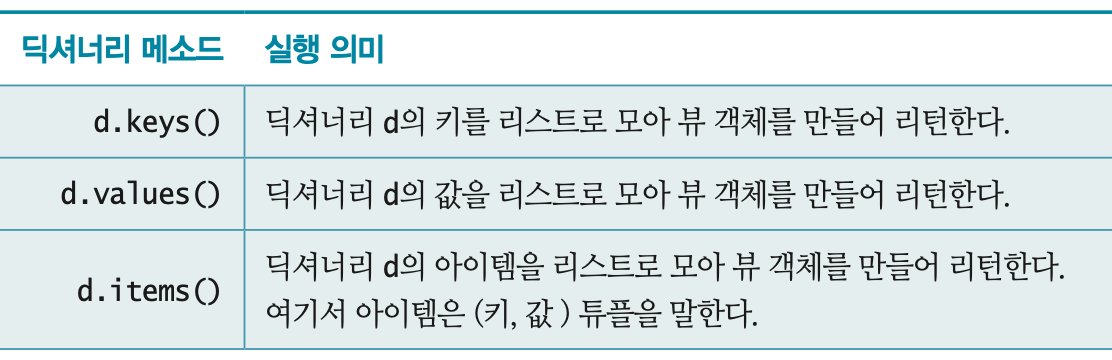 딕셔너리 메소드 실행 의미
d.keys() 딕셔너리 d의 키를 리스트로 모아 뷰 객체를 만들어 리턴한다.
d.values() 딕셔너리 d의 값을 리스트로 모아 뷰 객체를 만들어 리턴한다.
d.items() 딕셔너리 d의 아이템을 리스트로 모아 뷰 객체를 만들어 리턴한다.
여기서 아이템은 (키, 값 ) 튜플을 말한다.